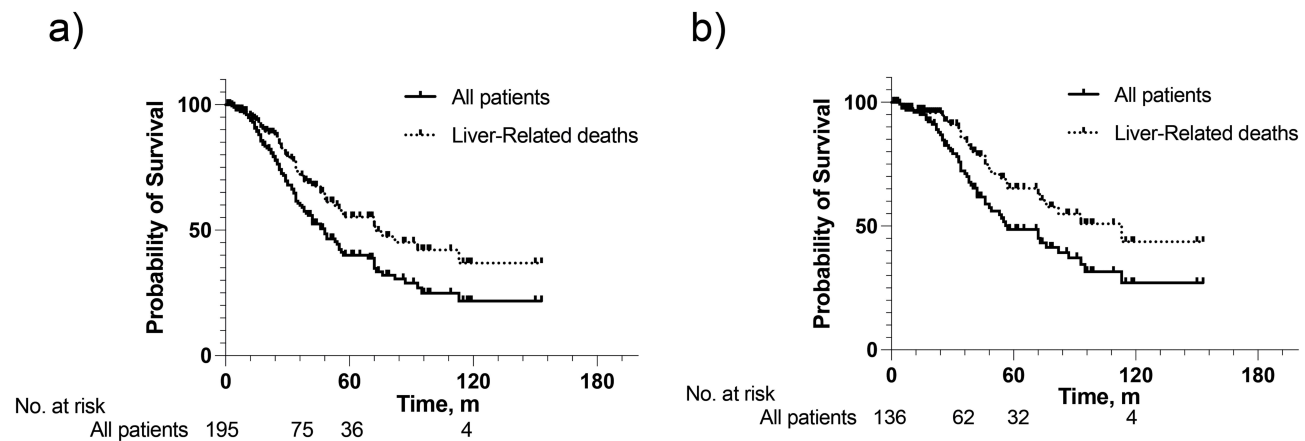 a)
Probability of Survival
100
50
0
All patients
Liver-Related deaths
0 60 120 180
Time, m
No. at risk
All patients 195 75 36 4
b)
Probability of Survival
100
50
0
All patients
Liver-Related deaths
0 60 120 180
Time, m
No. at risk
All patients 136 62 32 4